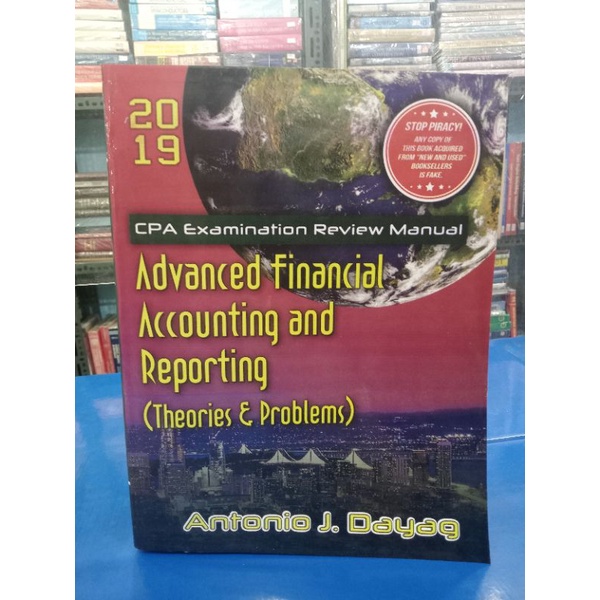 20
19
STOP PIRACY!
ANY COPY OF
THIS BOOK ACQUIRED
FROM "NEW AND USED"
BOOKSELLERS
IS FAKE.
CPA Examination Review Manual
Advanced Financial
Accounting and
Reporting
(Theories & Problems)
Antonio J. Dayag